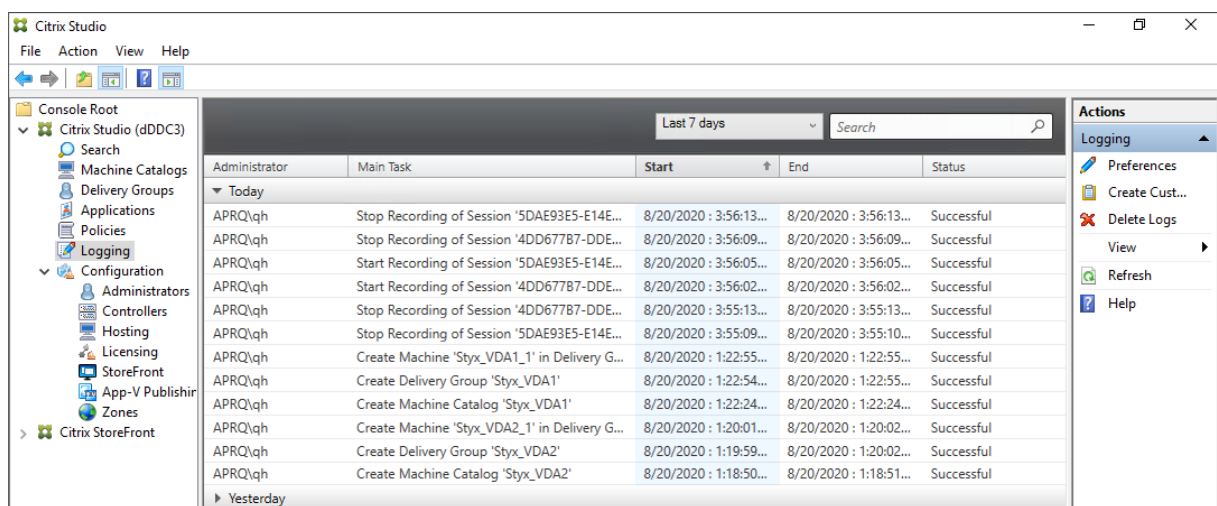 Citrix Studio
File Action View Help
Console Root
Citrix Studio (dDDC3)
Search
Machine Catalogs
Delivery Groups
Applications
Policies
Logging
Configuration
Administrators
Controllers
Hosting
Licensing
StoreFront
App-V Publishin
Zones
Citrix StoreFront
Last 7 days Search
Administrator Main Task Start End Status
Today
APRQ\qh Stop Recording of Session '5DAE93E5-E14E... 8/20/2020 : 3:56:13... 8/20/2020 : 3:56:13... Successful
APRQ\qh Stop Recording of Session '4DD677B7-DDE... 8/20/2020 : 3:56:09... 8/20/2020 : 3:56:09... Successful
APRQ\qh Start Recording of Session '5DAE93E5-E14E... 8/20/2020 : 3:56:05... 8/20/2020 : 3:56:05... Successful
APRQ\qh Start Recording of Session '4DD677B7-DDE... 8/20/2020 : 3:56:02... 8/20/2020 : 3:56:02... Successful
APRQ\qh Stop Recording of Session '4DD677B7-DDE... 8/20/2020 : 3:55:13... 8/20/2020 : 3:55:13... Successful
APRQ\qh Stop Recording of Session '5DAE93E5-E14E... 8/20/2020 : 3:55:09... 8/20/2020 : 3:55:10... Successful
APRQ\qh Create Machine 'Styx_VDA1_1' in Delivery G... 8/20/2020 : 1:22:55... 8/20/2020 : 1:22:55... Successful
APRQ\qh Create Delivery Group 'Styx_VDA1' 8/20/2020 : 1:22:54... 8/20/2020 : 1:22:55... Successful
APRQ\qh Create Machine Catalog 'Styx_VDA1' 8/20/2020 : 1:22:24... 8/20/2020 : 1:22:24... Successful
APRQ\qh Create Machine 'Styx_VDA2_1' in Delivery G... 8/20/2020 : 1:20:01... 8/20/2020 : 1:20:02... Successful
APRQ\qh Create Delivery Group 'Styx_VDA2' 8/20/2020 : 1:19:59... 8/20/2020 : 1:20:02... Successful
APRQ\qh Create Machine Catalog 'Styx_VDA2' 8/20/2020 : 1:18:50... 8/20/2020 : 1:18:51... Successful
Yesterday
Actions
Logging
Preferences
Create Cust...
Delete Logs
View
Refresh
Help